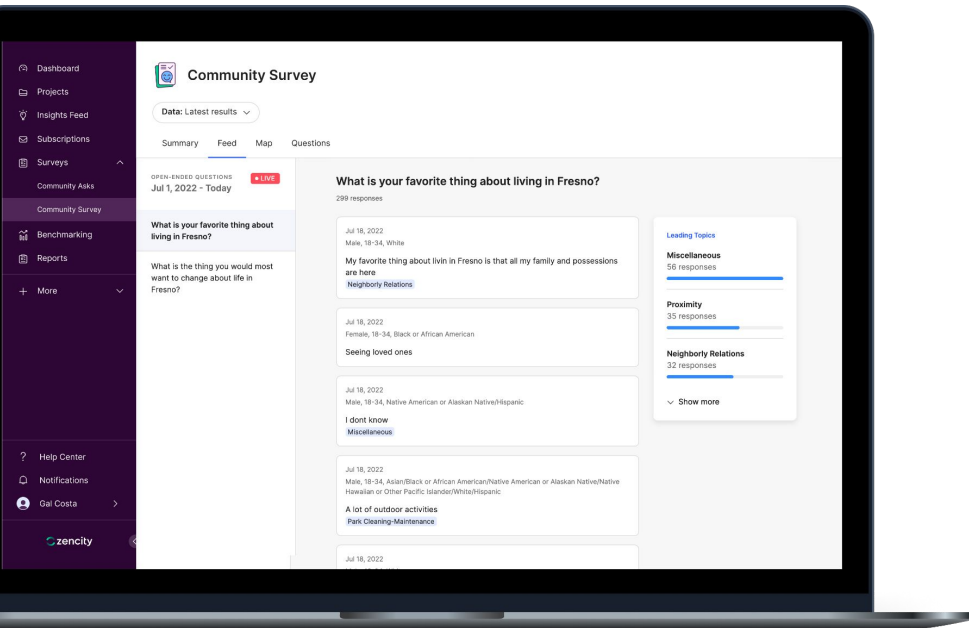 Dashboard
Projects
Insights Feed
Subscriptions
Surveys
Community Asks
Community Survey
Benchmarking
Reports
More
Help Center
Notifications
Gal Costa
zencity
Community Survey
Data: Latest results
Summary Feed Map Questions
OPEN-ENDED QUESTIONS
LIVE
Jul 1, 2022 - Today
What is your favorite thing about
living in Fresno?
What is the thing you would most
want to change about life in
Fresno?
What is your favorite thing about living in Fresno?
299 responses
Jul 18, 2022
Male, 18-34, White
My favorite thing about livin in Fresno is that all my family and possessions
are here
Neighborly Relations
Jul 18, 2022
Female, 18-34, Black or African American
Seeing loved ones
Jul 18, 2022
Male, 18-34, Native American or Alaskan Native/Hispanic
I dont know
Miscellaneous
Jul 18, 2022
Male, 18-34, Asian/Black or African American/Native American or Alaskan Native/Native
Hawaiian or Other Pacific Islander/White/Hispanic
A lot of outdoor activities
Park Cleaning-Maintenance
Jul 18, 2022
Leading Topics
Miscellaneous
56 responses
Proximity
35 responses
Neighborly Relations
32 responses
Show more